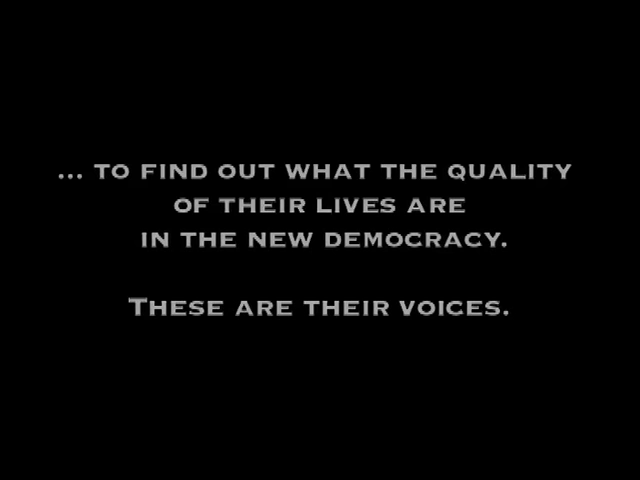 ... TO FIND OUT WHAT THE QUALITY
OF THEIR LIVES ARE
IN THE NEW DEMOCRACY.
THESE ARE THEIR VOICES.